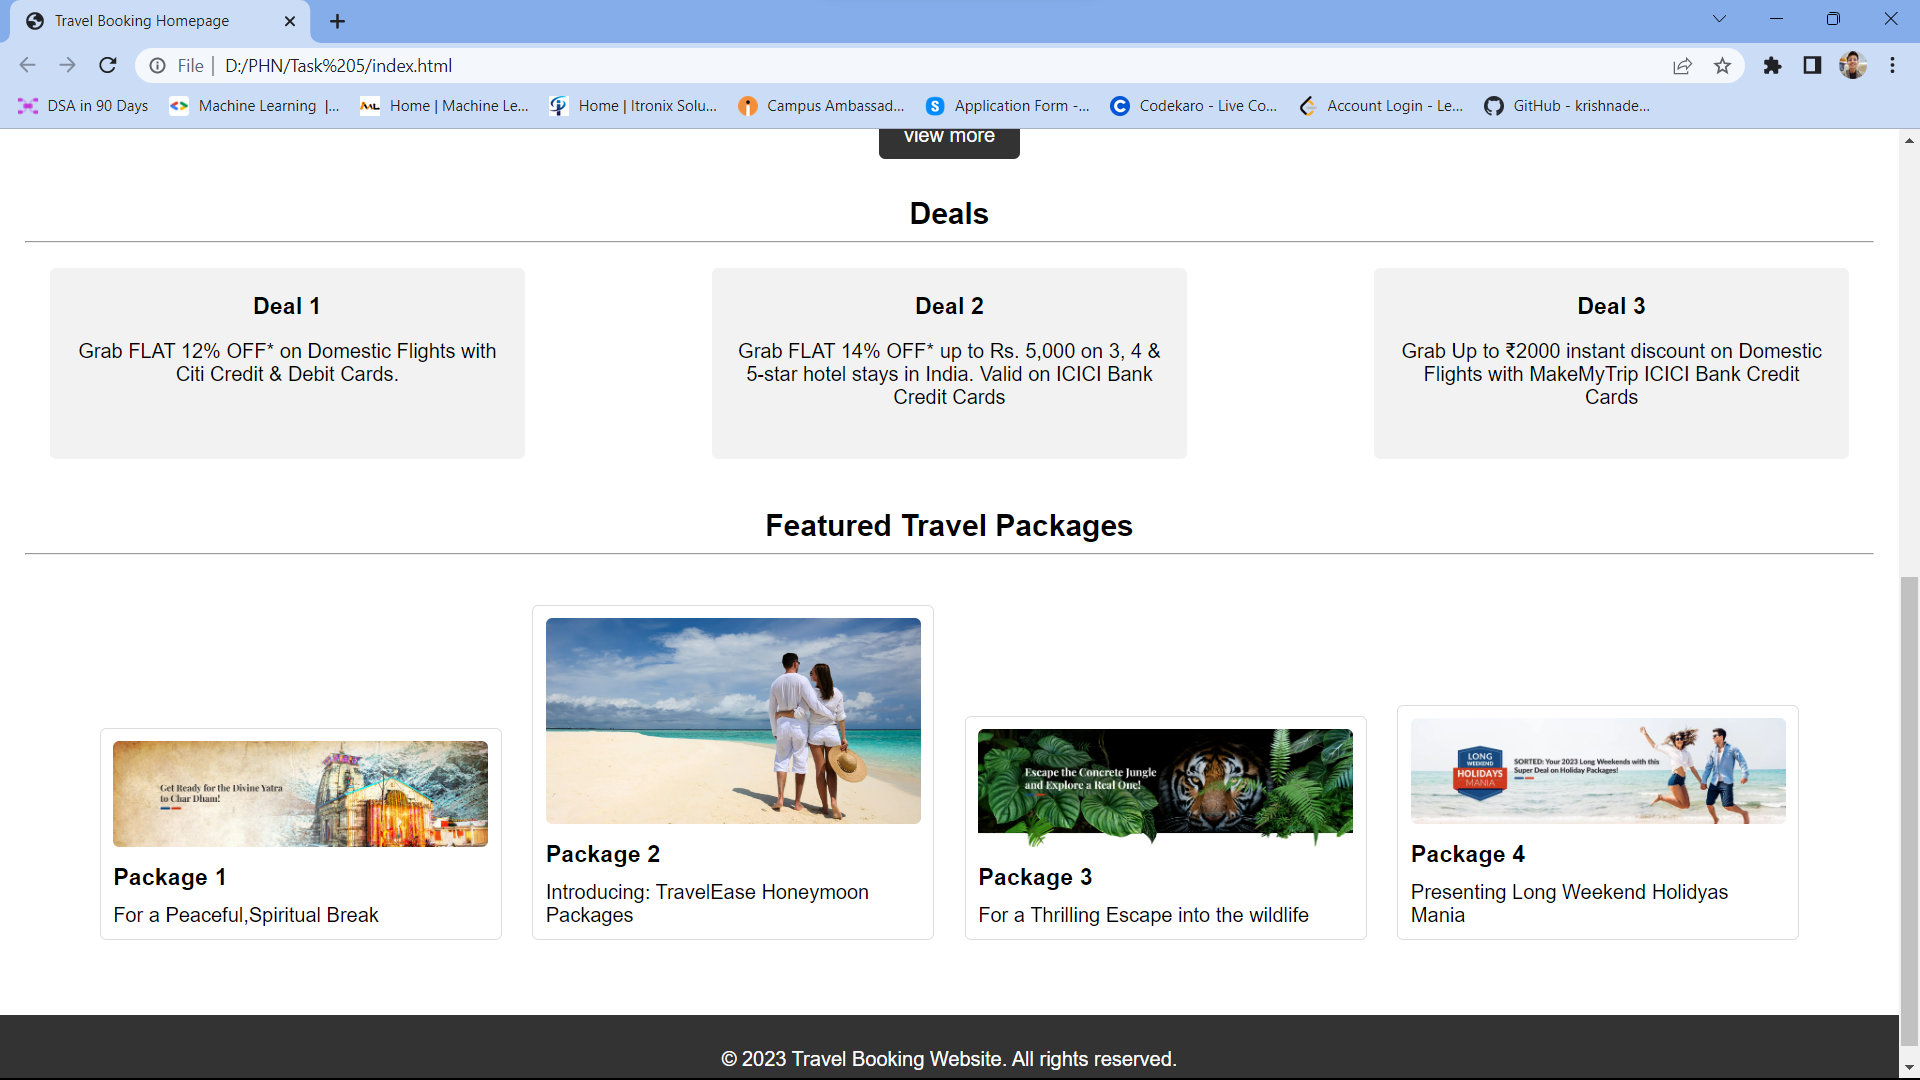 Travel Booking Homepage
File | D:/PHN/Task%205/index.html
DSA in 90 Days
Machine Learning |...
Home | Machine Le...
Home | Itronix Solu...
Campus Ambassad...
Application Form -...
Codekaro - Live Co...
Account Login - Le...
GitHub - krishnade...
view more
Deals
Deal 1
Grab FLAT 12% OFF* on Domestic Flights with
Citi Credit & Debit Cards.
Deal 2
Grab FLAT 14% OFF* up to Rs. 5,000 on 3, 4 &
5-star hotel stays in India. Valid on ICICI Bank
Credit Cards
Deal 3
Grab Up to ₹2000 instant discount on Domestic
Flights with MakeMyTrip ICICI Bank Credit
Cards
Featured Travel Packages
Get Ready for the Divine Yatra
to Char Dham!
Package 1
For a Peaceful,Spiritual Break
Package 2
Introducing: TravelEase Honeymoon
Packages
Escape the Concrete Jungle
and Explore a Real One!
Package 3
For a Thrilling Escape into the wildlife
LONG
WEEKEND
HOLIDAYS
MANIA
SORTED: Your 2023 Long Weekends with this
Super Deal on Holiday Packages!
Package 4
Presenting Long Weekend Holidyas
Mania
© 2023 Travel Booking Website. All rights reserved.